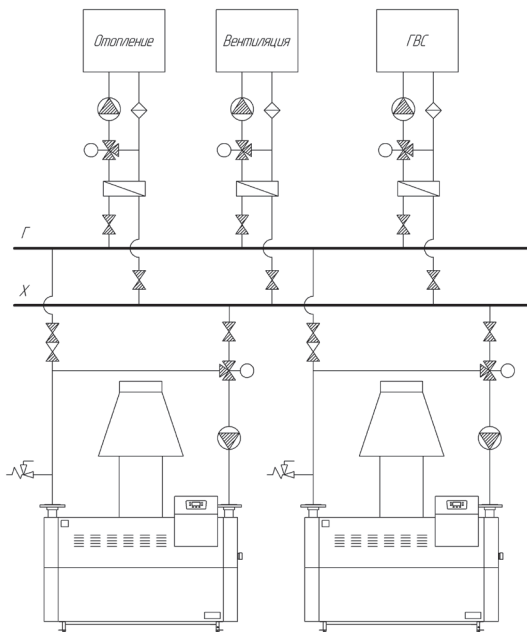 Отопление
Вентиляция
ГВС
Г
Х